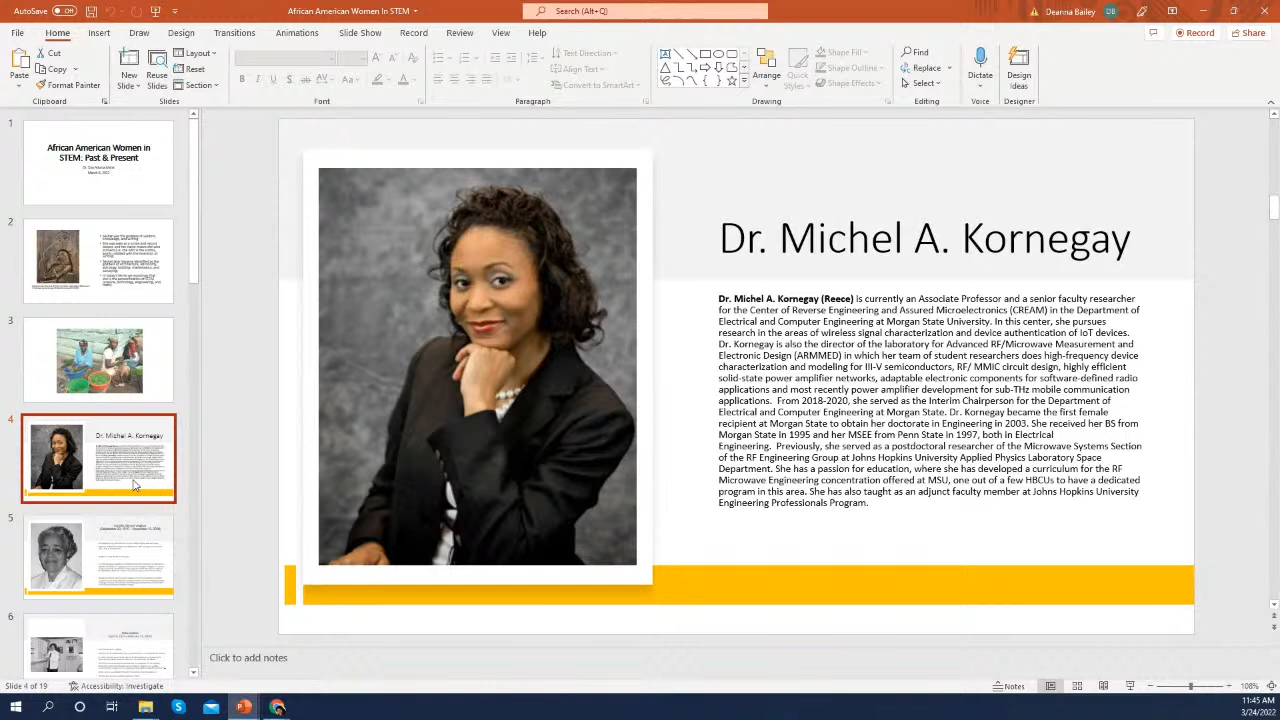 AutoSave Off African American Women In STEM Search (Alt+Q) Deanna Bailey DB
File Home Insert Draw Design Transitions Animations Slide Show Record Review View Help Record Share
Paste Cut Copy Format Painter Clipboard
New Slide Reuse Slides Layout Reset Section Slides
Font
Text Direction Align Text Convert to SmartArt Paragraph
Arrange Quick Styles Shape Fill Shape Outline Shape Effects Drawing
Find Replace Select Editing
Dictate Voice
Design Ideas Designer
1
African American Women in
STEM: Past & Present
2
3
4
Dr. Michel A. Kornegay
5
6
Dr. Michel A. Kornegay
Dr. Michel A. Kornegay (Reece) is currently an Associate Professor and a senior faculty researcher
for the Center of Reverse Engineering and Assured Microelectronics (CREAM) in the Department of
Electrical and Computer Engineering at Morgan State University. In this center, she pursues
research in the areas of wireless signal characterization and device authentication of IoT devices.
Dr. Kornegay is also the director of the laboratory for Advanced RF/Microwave Measurement and
Electronic Design (ARMMED) in which her team of student researchers does high-frequency device
characterization and modeling for III-V semiconductors, RF/ MMIC circuit design, highly efficient
solid-state power amplifier networks, adaptable electronic components for software-defined radio
applications and most recently power amplifier development for sub-THz mobile communication
applications. From 2018-2020, she served as the Interim Chairperson for the Department of
Electrical and Computer Engineering at Morgan State. Dr. Kornegay became the first female
recipient at Morgan State to obtain her doctorate in Engineering in 2003. She received her BS from
Morgan State in 1995 and her MSEE from Penn State in 1997, both in Electrical
Engineering. Previously, she served as a postdoctoral researcher of the Microwave Systems Section
of the RF Engineering Group at Johns Hopkins University Applied Physics Laboratory Space
Department. She has a passion for education, where she has developed a curriculum for the RF
Microwave Engineering concentration offered at MSU, one out of a few HBCUs to have a dedicated
program in this area. She has also taught as an adjunct faculty member at Johns Hopkins University
Engineering Professionals Program.
Click to add notes
Slide 4 of 19 Accessibility: Investigate Notes 108%
11:45 AM
3/24/2022